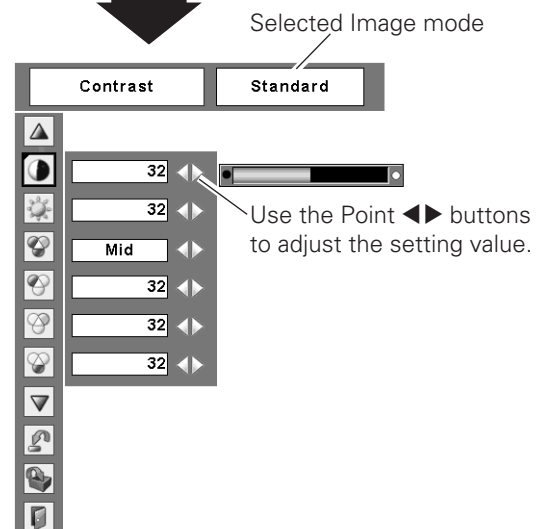 Selected Image mode
Contrast Standard
32
32
Use the Point ◀▶ buttons
to adjust the setting value.
Mid
32
32
32